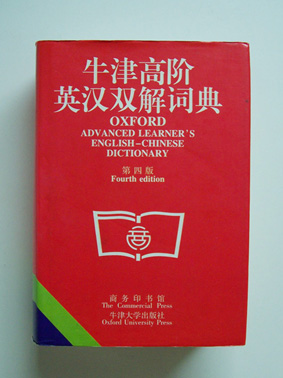 牛津高阶
英汉双解词典
OXFORD
ADVANCED LEARNER'S
ENGLISH-CHINESE
DICTIONARY
第四版
Fourth edition
商务印书馆
The Commercial Press
牛津大学出版社
Oxford University Press